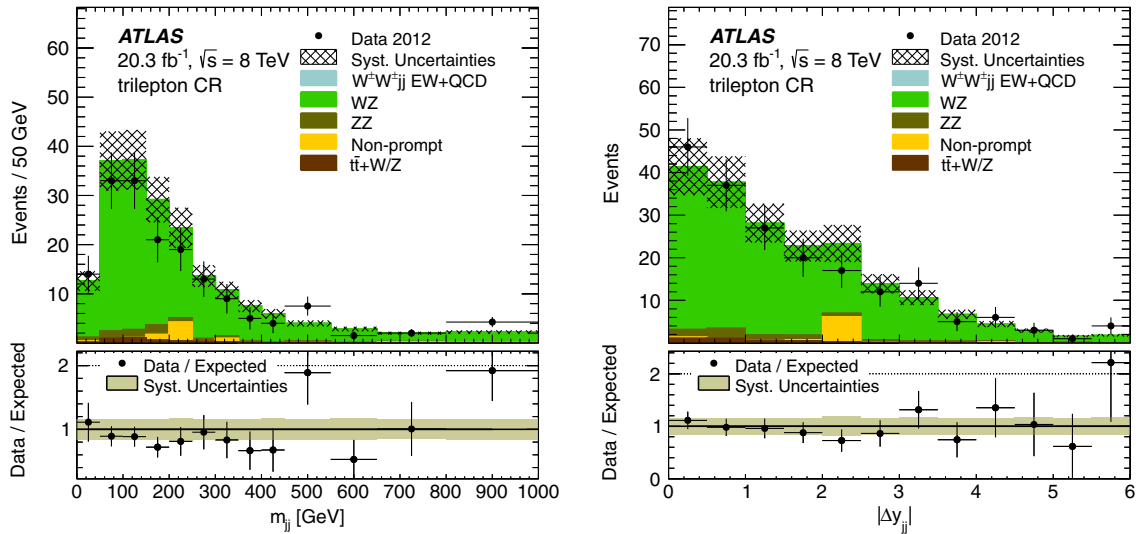 ATLAS
20.3 fb⁻¹, √s = 8 TeV
trilepton CR
Data 2012
Syst. Uncertainties
W±W±jj EW+QCD
WZ
ZZ
Non-prompt
tt̄+W/Z
Events / 50 GeV
60
50
40
30
20
10
Data / Expected
Syst. Uncertainties
Data / Expected
2
1
0 100 200 300 400 500 600 700 800 900 1000
m_jj [GeV]
ATLAS
20.3 fb⁻¹, √s = 8 TeV
trilepton CR
Data 2012
Syst. Uncertainties
W±W±jj EW+QCD
WZ
ZZ
Non-prompt
tt̄+W/Z
Events
70
60
50
40
30
20
10
0
Data / Expected
Syst. Uncertainties
Data / Expected
2
1
0
0 1 2 3 4 5 6
|Δy_jj|